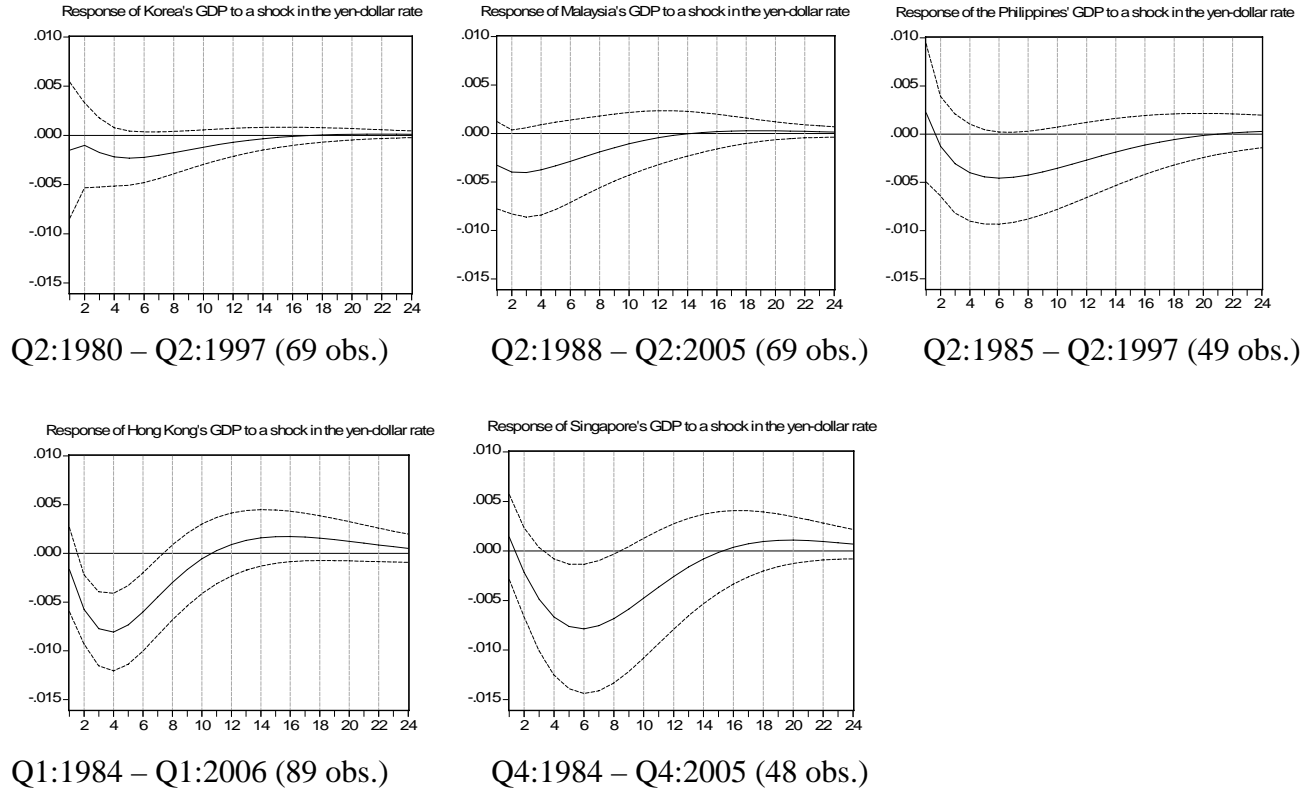 Response of Korea's GDP to a shock in the yen-dollar rate
.010
.005
.000
-.005
-.010
-.015
2 4 6 8 10 12 14 16 18 20 22 24
Q2:1980 – Q2:1997 (69 obs.)
Response of Malaysia's GDP to a shock in the yen-dollar rate
.010
.005
.000
-.005
-.010
-.015
2 4 6 8 10 12 14 16 18 20 22 24
Q2:1988 – Q2:2005 (69 obs.)
Response of the Philippines' GDP to a shock in the yen-dollar rate
.010
.005
.000
-.005
-.010
-.015
2 4 6 8 10 12 14 16 18 20 22 24
Q2:1985 – Q2:1997 (49 obs.)
Response of Hong Kong's GDP to a shock in the yen-dollar rate
.010
.005
.000
-.005
-.010
-.015
2 4 6 8 10 12 14 16 18 20 22 24
Q1:1984 – Q1:2006 (89 obs.)
Response of Singapore's GDP to a shock in the yen-dollar rate
.010
.005
.000
-.005
-.010
-.015
2 4 6 8 10 12 14 16 18 20 22 24
Q4:1984 – Q4:2005 (48 obs.)